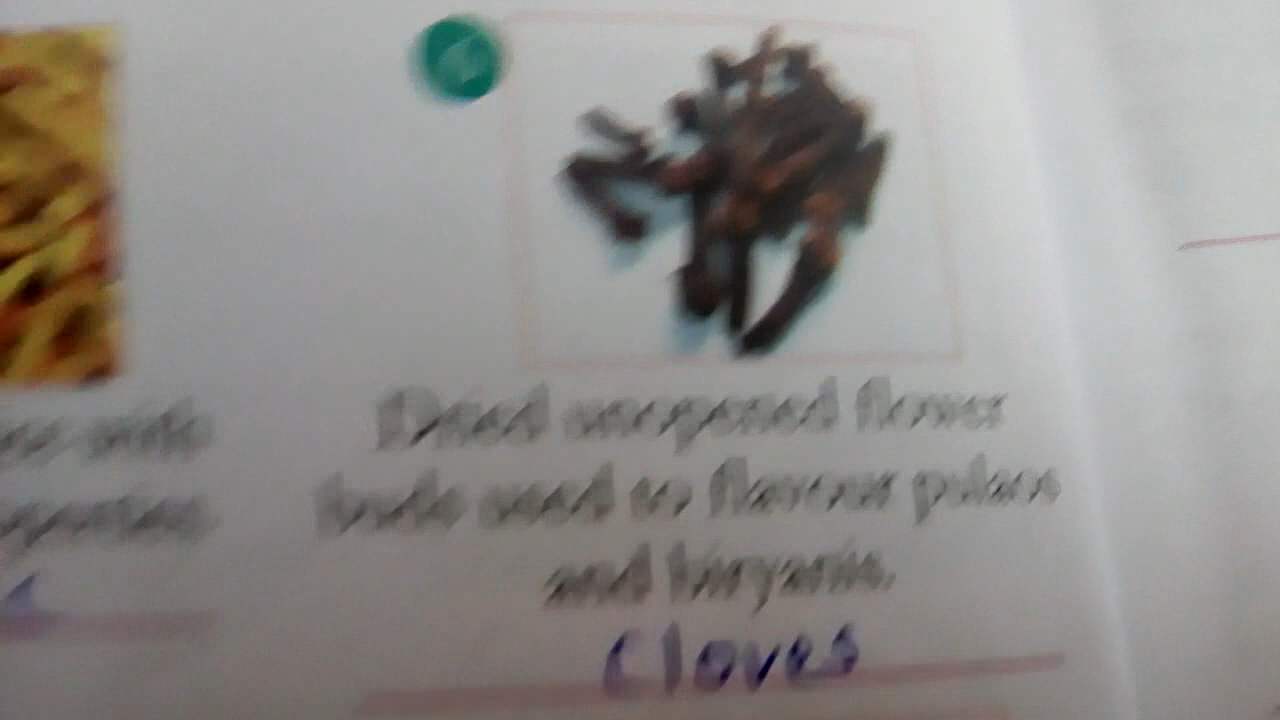 Dried unopened flower
buds used to flavour pulaos
and biryanis.
cloves